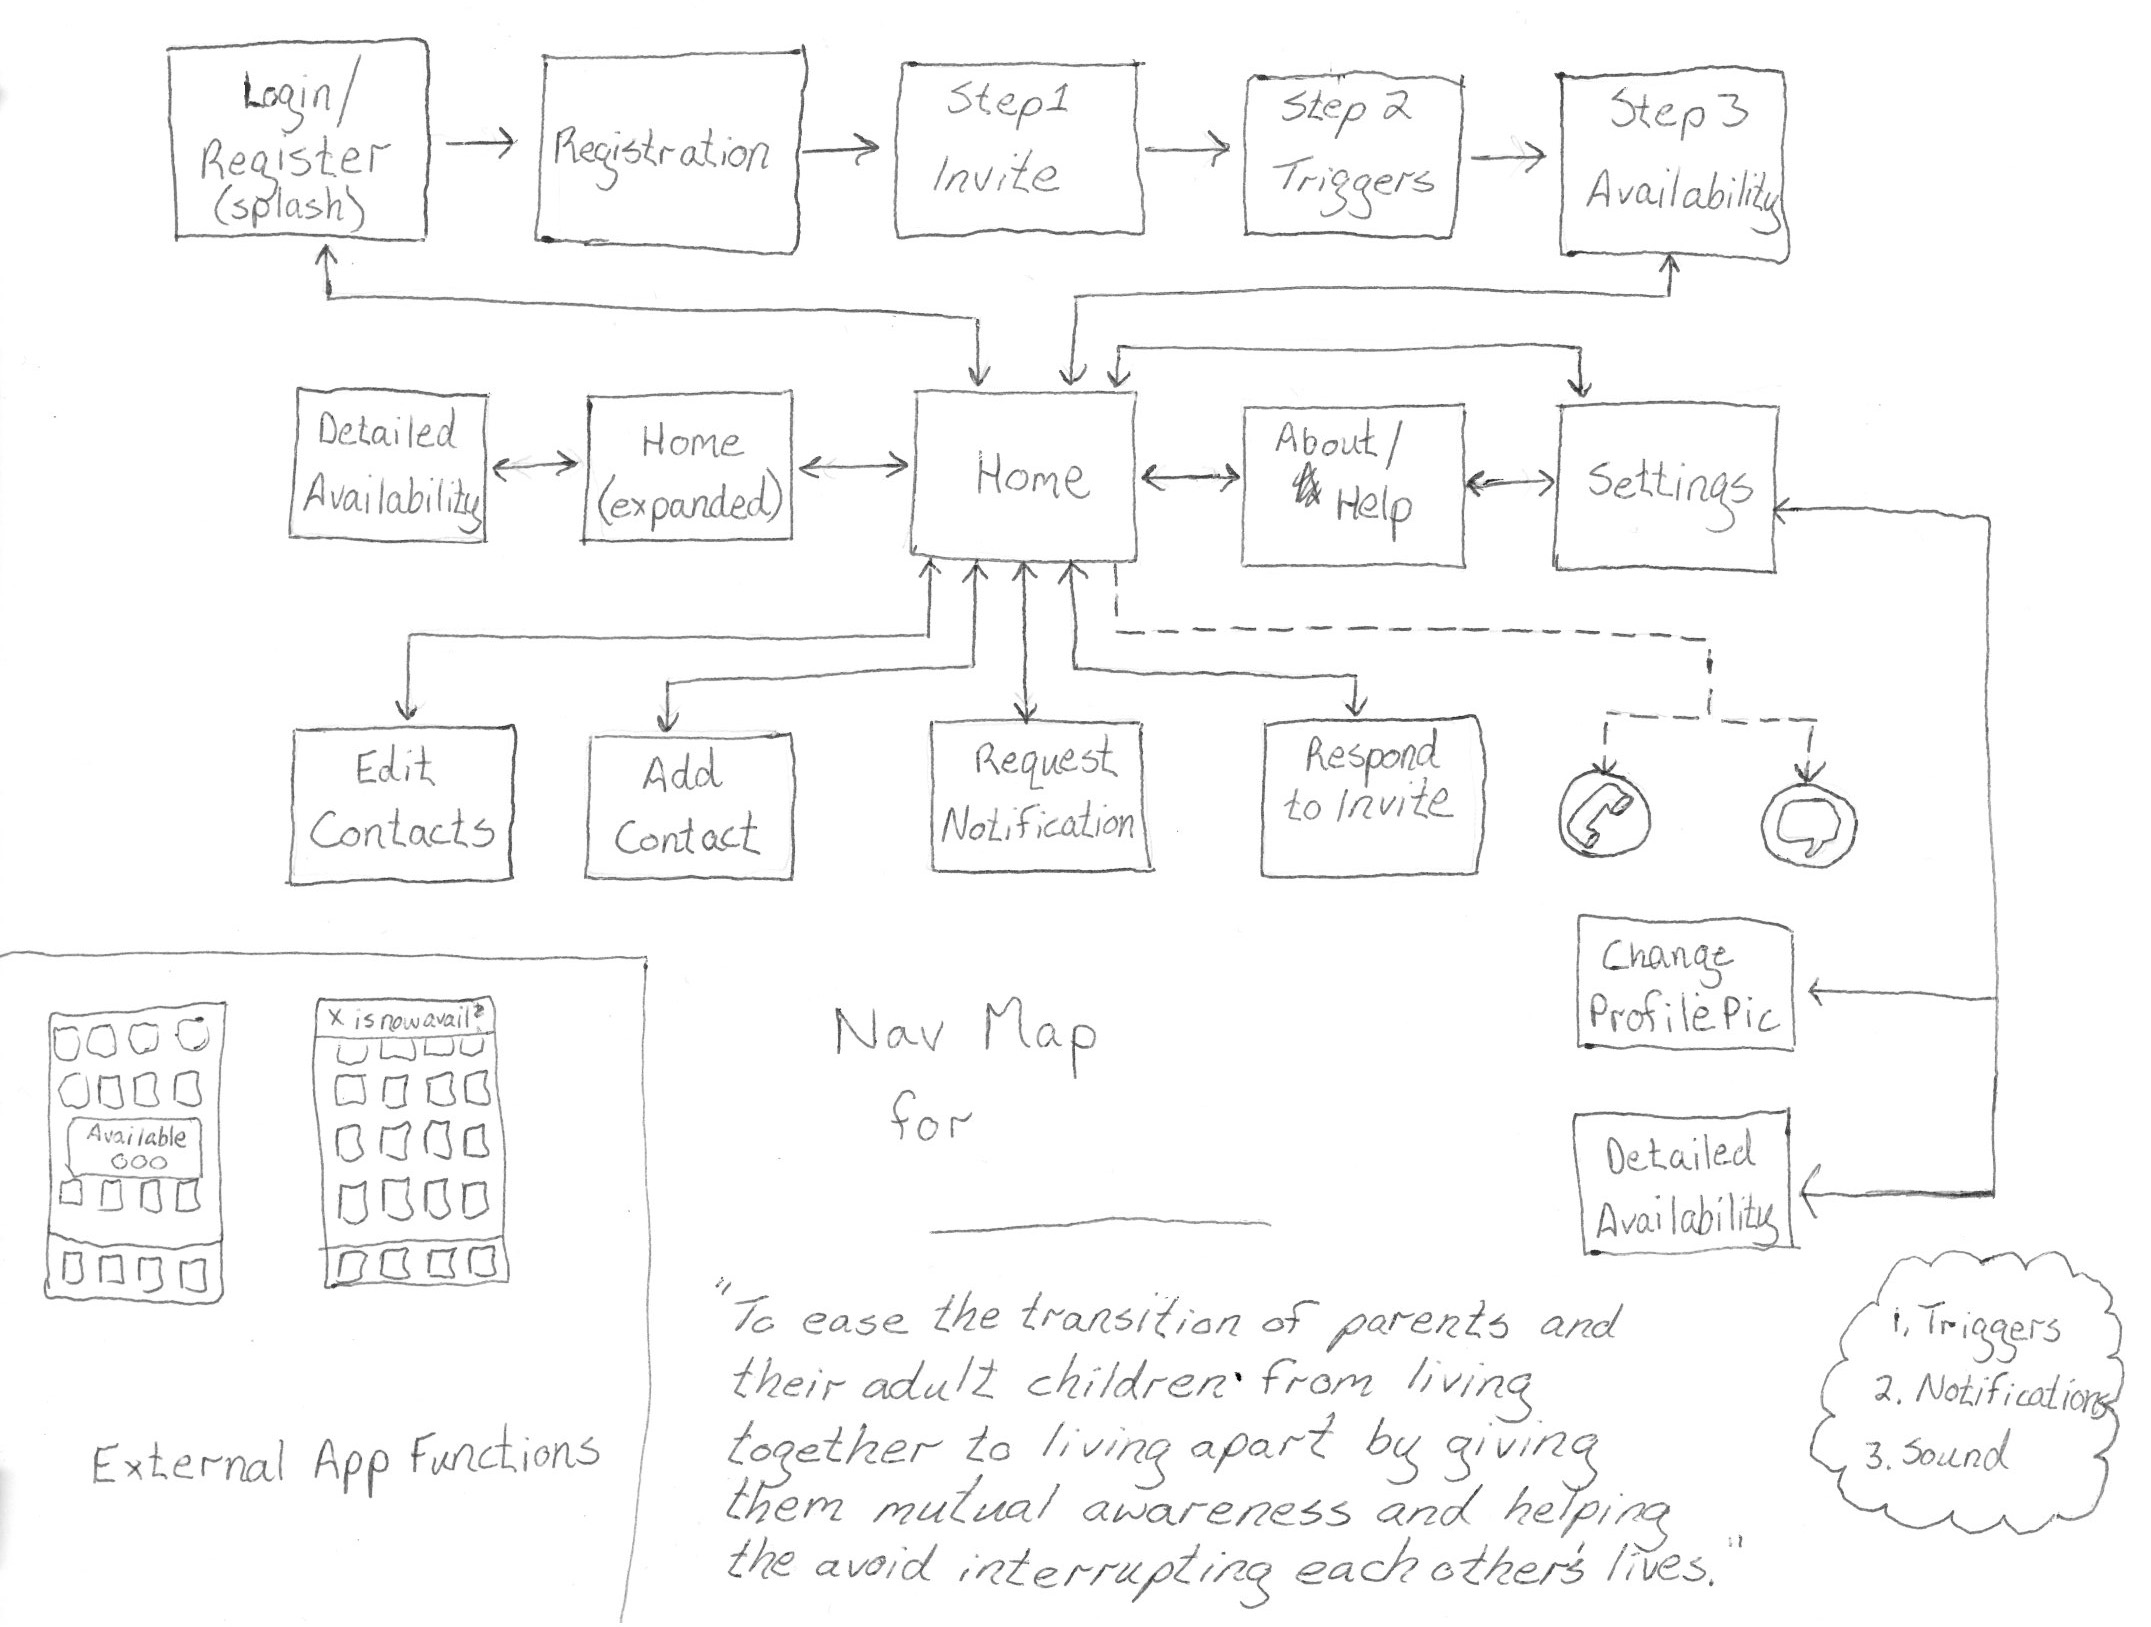 Login/
Register
(splash)
Registration
Step 1
Invite
Step 2
Triggers
Step 3
Availability
Detailed
Availability
Home
(expanded)
Home
About/
Help
Settings
Edit
Contacts
Add
Contact
Request
Notification
Respond
to Invite
Change
Profile Pic
Detailed
Availability
1. Triggers
2. Notifications
3. Sound
Available
X is now avail
External App Functions
Nav Map
for
"To ease the transition of parents and
their adult children from living
together to living apart by giving
them mutual awareness and helping
the avoid interrupting each other's lives."